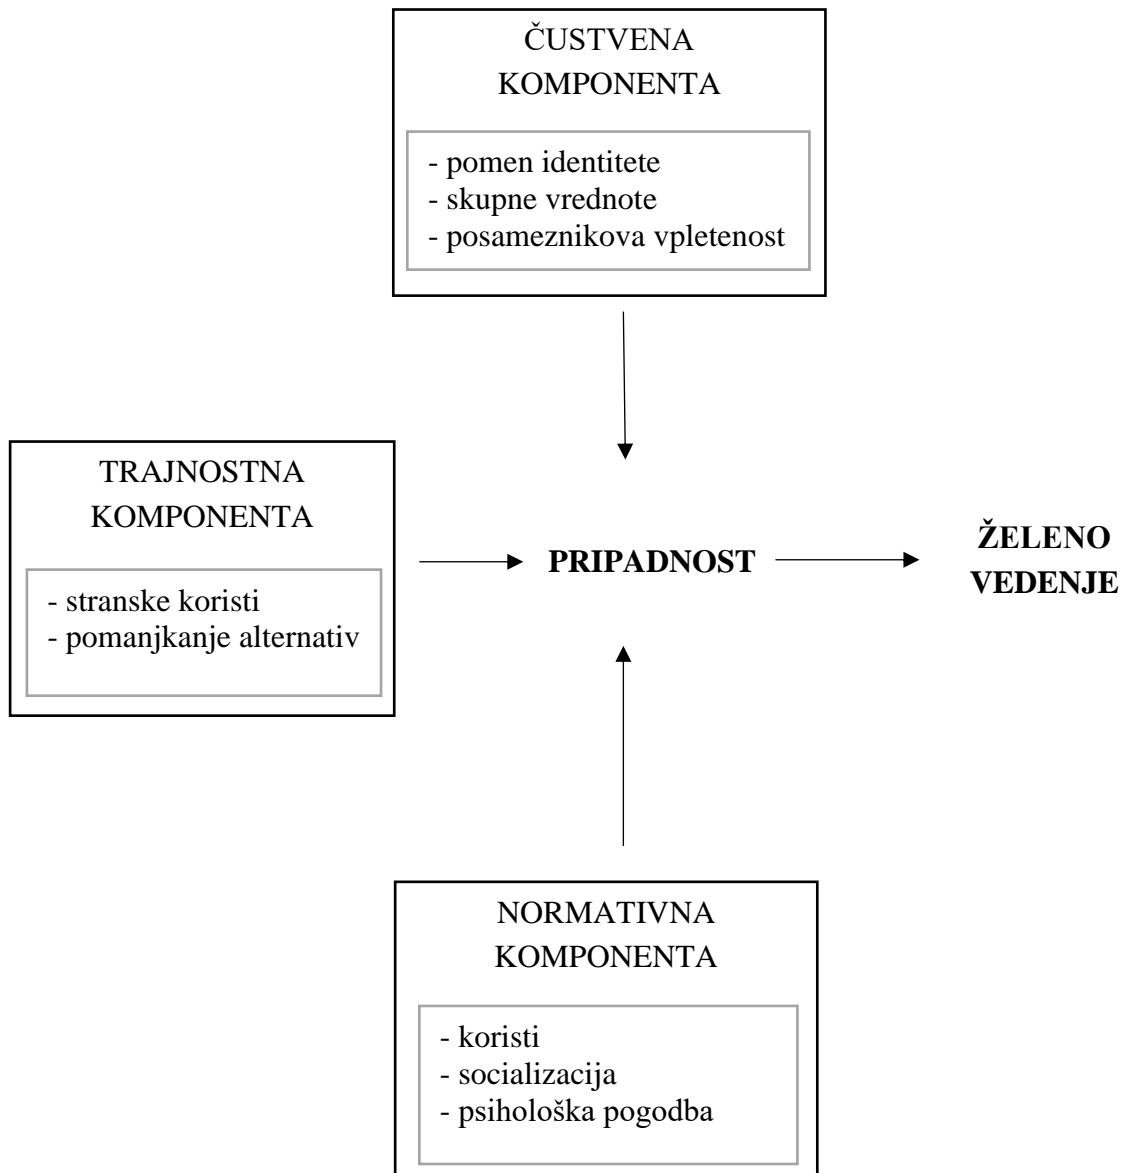 ČUSTVENA
KOMPONENTA
- pomen identitete
- skupne vrednote
- posameznikova vpletenost
TRAJNOSTNA
KOMPONENTA
- stranske koristi
- pomanjkanje alternativ
PRIPADNOST
ŽELENO
VEDENJE
NORMATIVNA
KOMPONENTA
- koristi
- socializacija
- psihološka pogodba